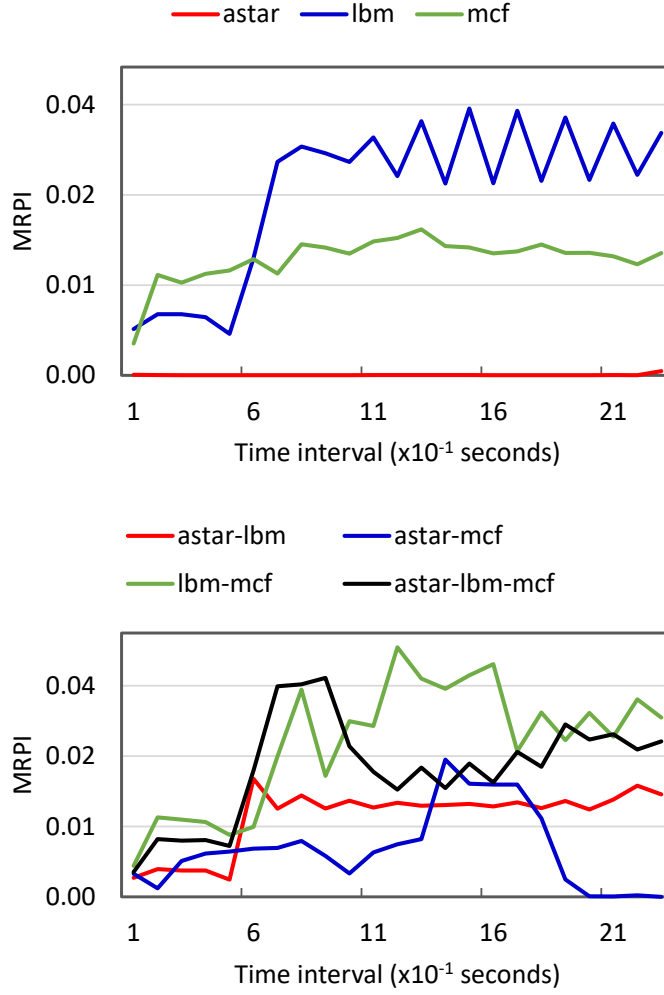 astar lbm mcf
0.04
0.02
0.01
0.00
MRPI
1 6 11 16 21
Time interval (x10⁻¹ seconds)
astar-lbm astar-mcf
lbm-mcf astar-lbm-mcf
0.04
0.02
0.01
0.00
MRPI
1 6 11 16 21
Time interval (x10⁻¹ seconds)